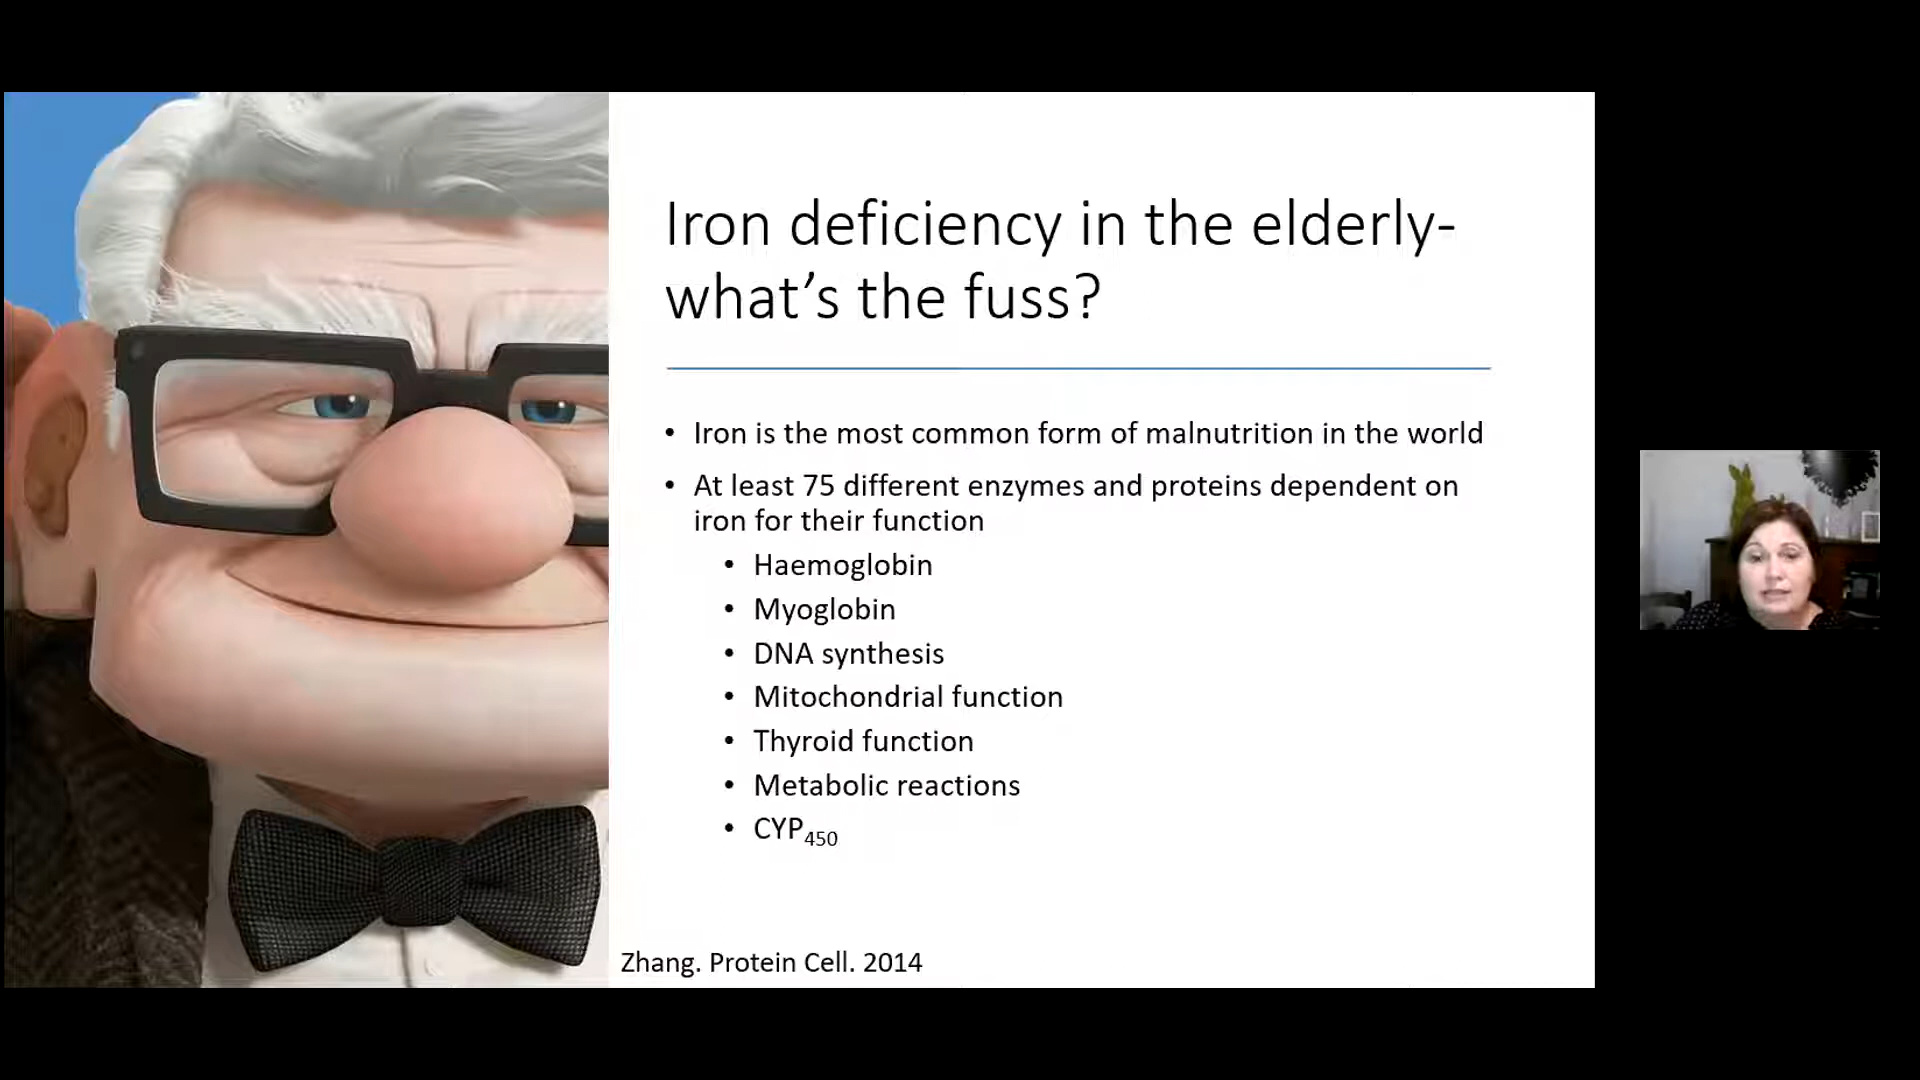 Iron deficiency in the elderly-
what’s the fuss?
• Iron is the most common form of malnutrition in the world
• At least 75 different enzymes and proteins dependent on
iron for their function
• Haemoglobin
• Myoglobin
• DNA synthesis
• Mitochondrial function
• Thyroid function
• Metabolic reactions
• CYP450
Zhang. Protein Cell. 2014